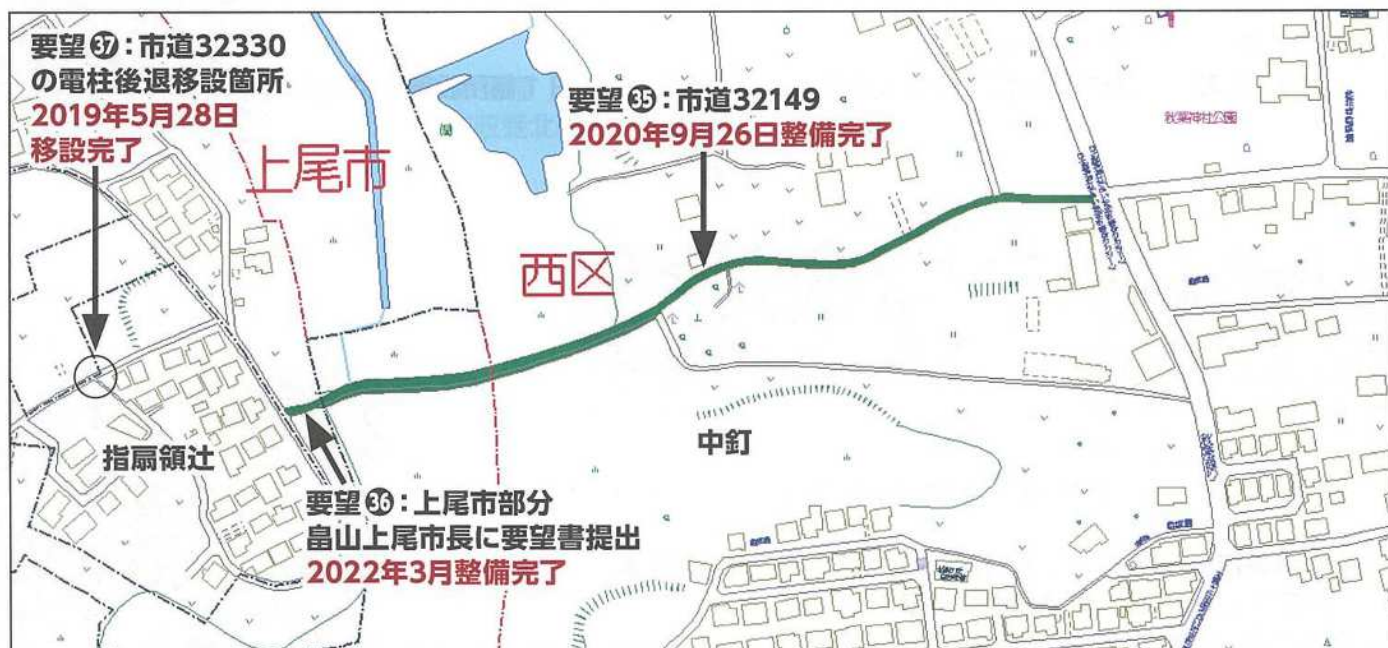 要望㊲：市道32330
の電柱後退移設箇所
2019年5月28日
移設完了
上尾市
要望㉟：市道32149
2020年9月26日整備完了
秋葉神社公園
西区
指扇領辻
中釘
要望㊱：上尾市部分
畠山上尾市長に要望書提出
2022年3月整備完了